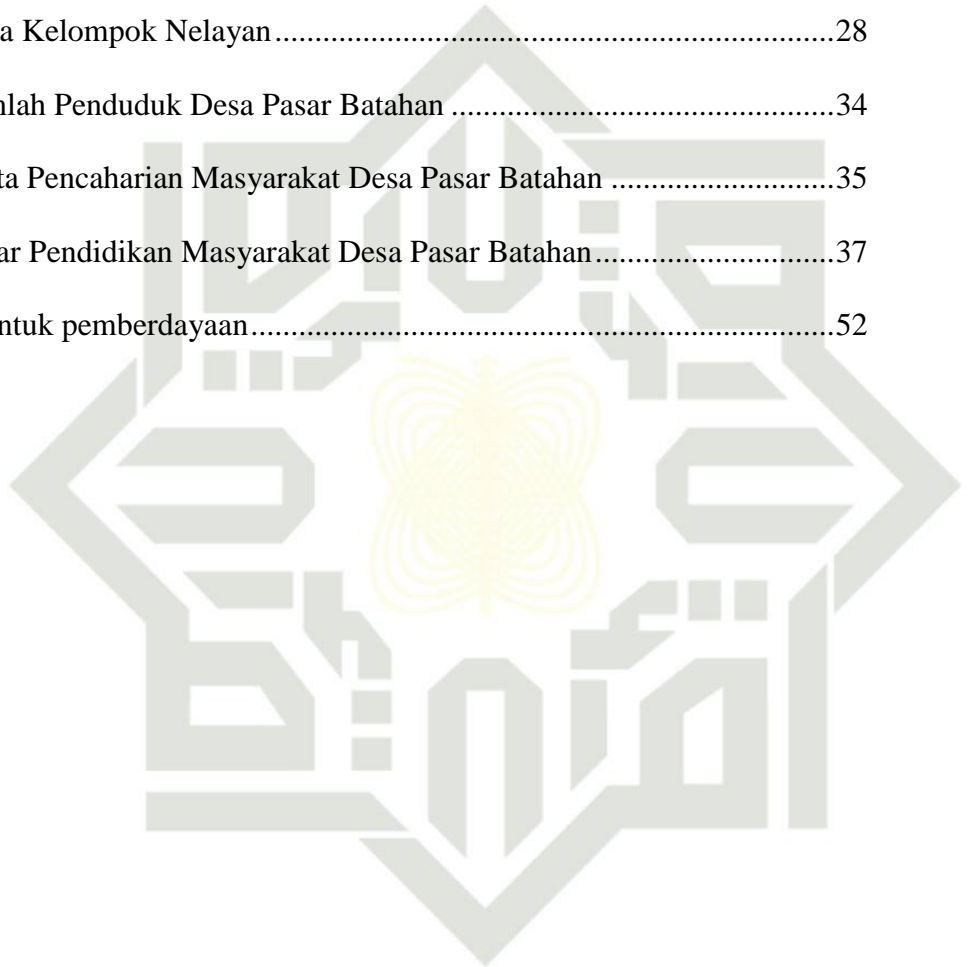 a Kelompok Nelayan........................................................................28
nlah Penduduk Desa Pasar Batahan .................................................34
ta Pencaharian Masyarakat Desa Pasar Batahan .............................35
ar Pendidikan Masyarakat Desa Pasar Batahan...............................37
ntuk pemberdayaan...........................................................................52